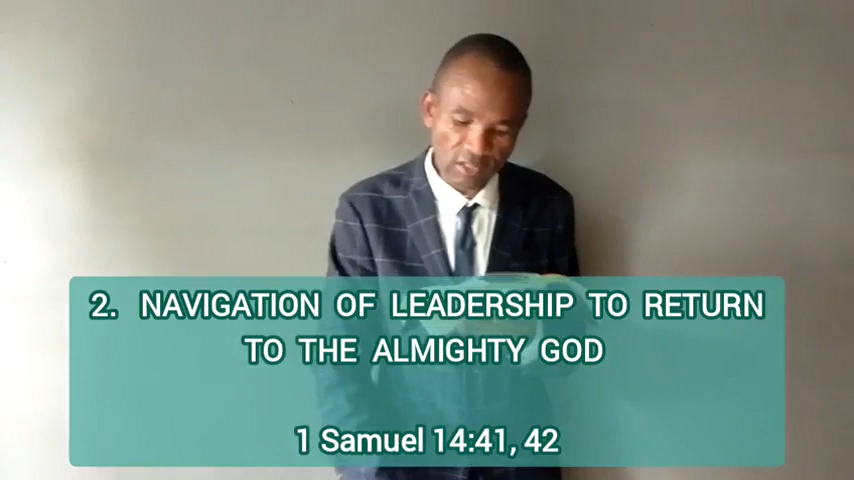 2. NAVIGATION OF LEADERSHIP TO RETURN
TO THE ALMIGHTY GOD
1 Samuel 14:41, 42